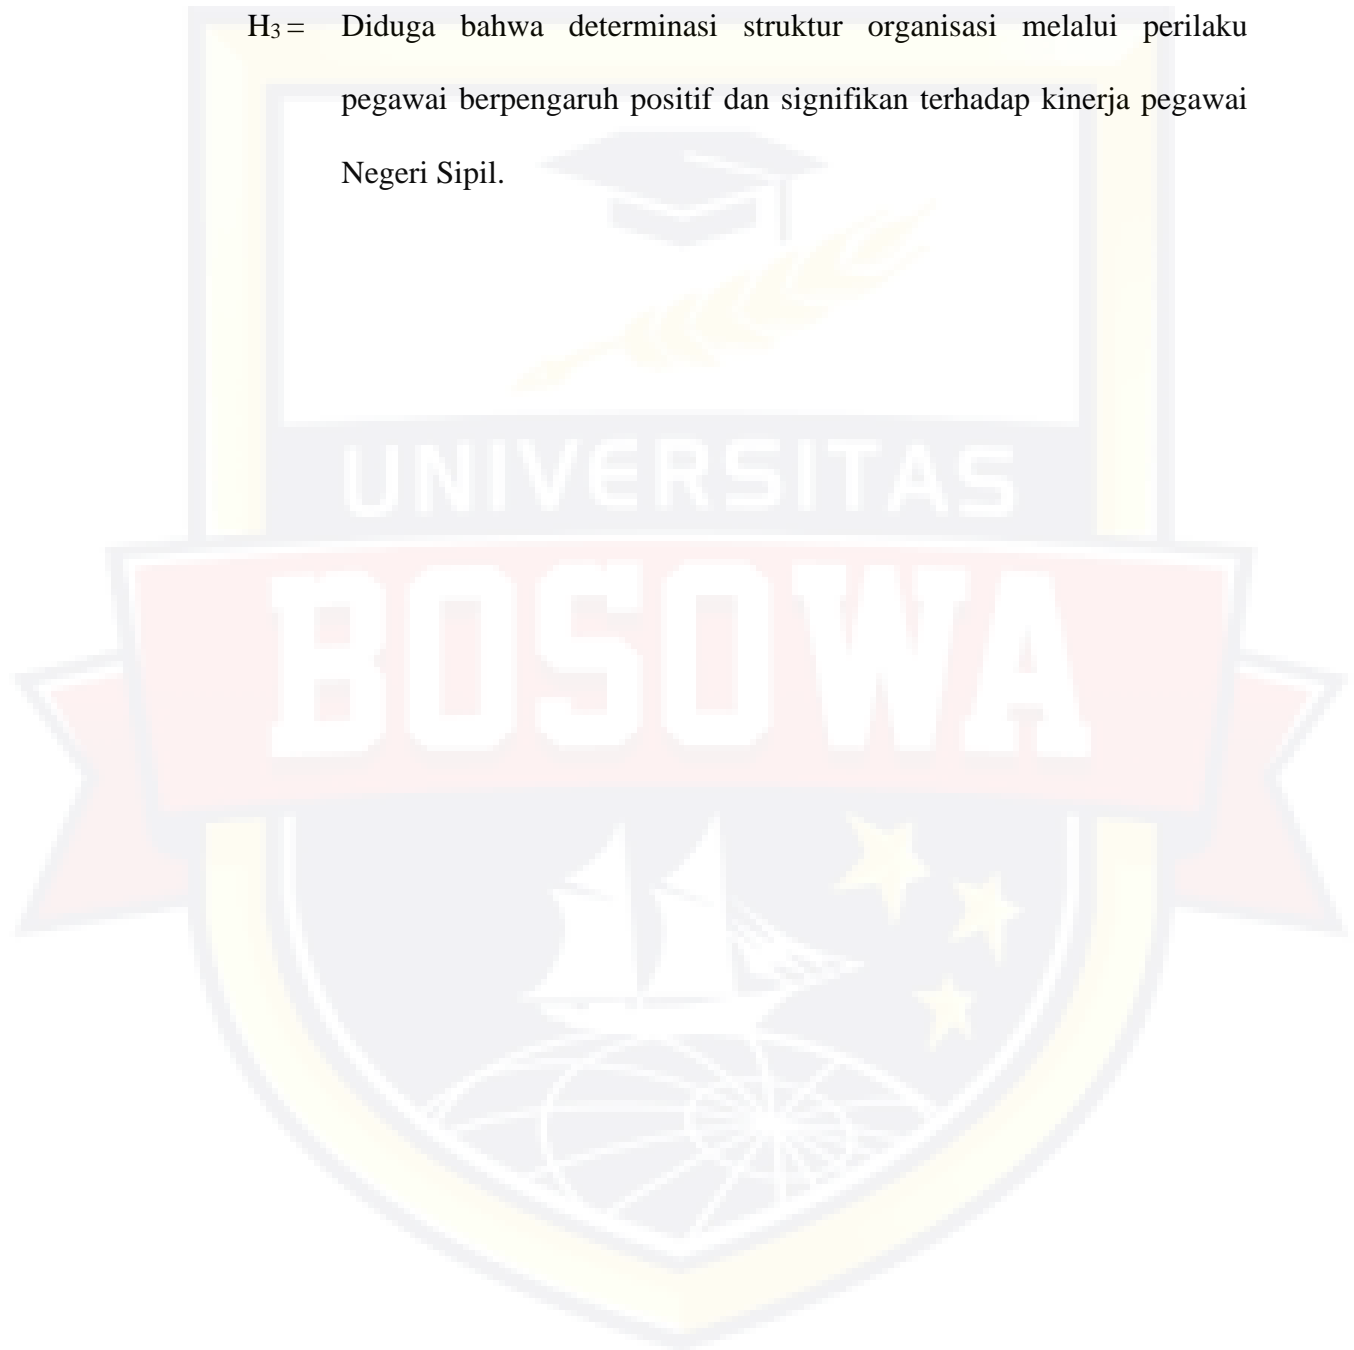 H3 = Diduga bahwa determinasi struktur organisasi melalui perilaku
pegawai berpengaruh positif dan signifikan terhadap kinerja pegawai
Negeri Sipil.
UNIVERSITAS
BOSOWA